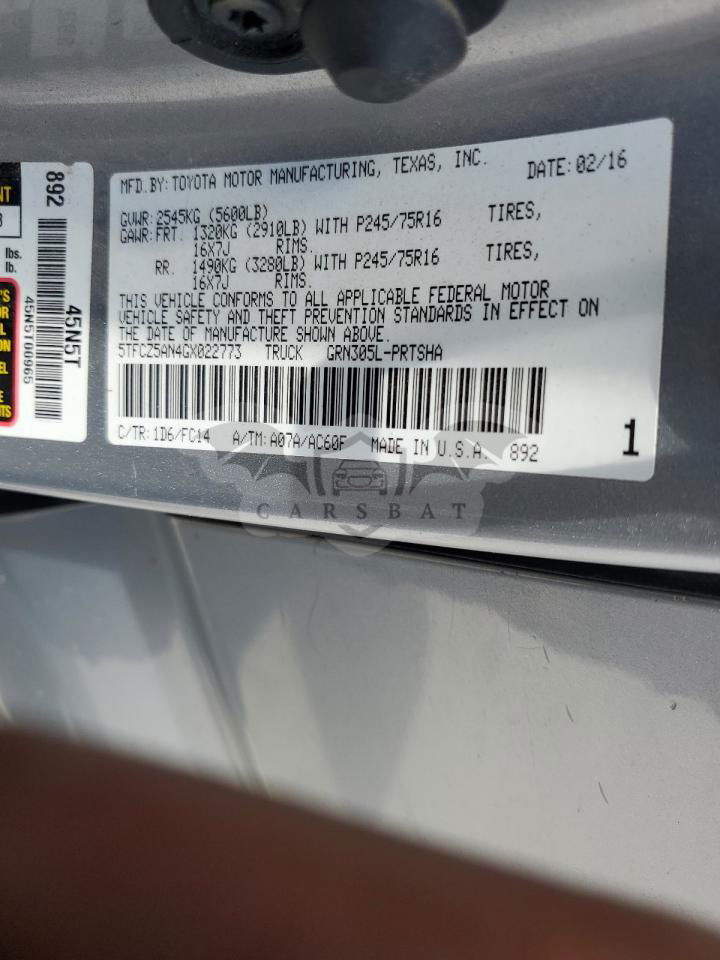 MFD.BY:TOYOTA MOTOR MANUFACTURING, TEXAS, INC. DATE:02/16
GVWR:2545KG (5600LB)
GAWR:FRT. 1320KG (2910LB) WITH P245/75R16 TIRES,
16X7J RIMS.
RR. 1490KG (3280LB) WITH P245/75R16 TIRES,
16X7J RIMS.
THIS VEHICLE CONFORMS TO ALL APPLICABLE FEDERAL MOTOR
VEHICLE SAFETY AND THEFT PREVENTION STANDARDS IN EFFECT ON
THE DATE OF MANUFACTURE SHOWN ABOVE.
5TFCZ5AN4GX022773 TRUCK GRN305L-PRTSHA
C/TR:1D6/FC14 A/TM:A07A/AC60F MADE IN U.S.A. 892
1
892
45N5T
45N5T00965
lbs.
lb.
CARSBAT